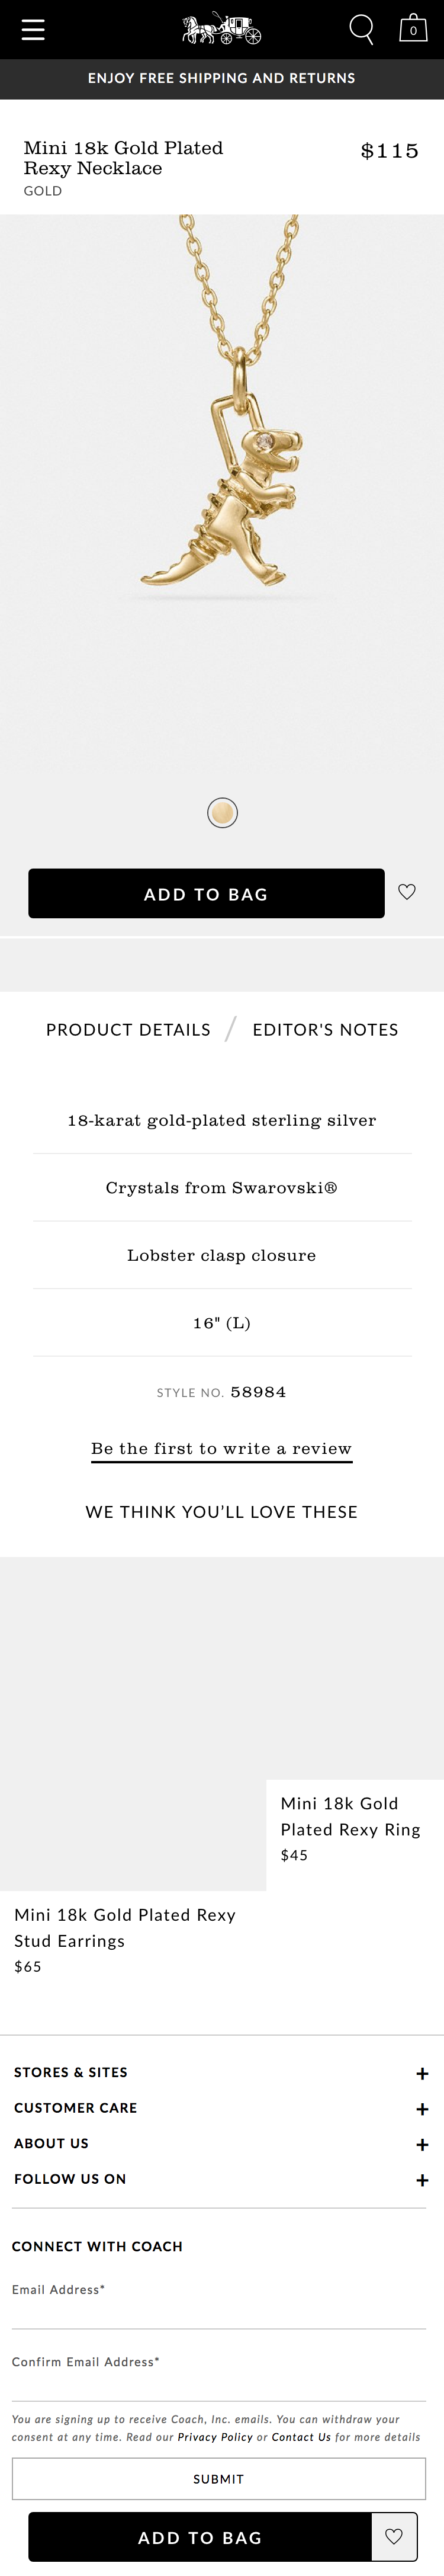 0
ENJOY FREE SHIPPING AND RETURNS
Mini 18k Gold Plated
Rexy Necklace
$115
GOLD
ADD TO BAG
PRODUCT DETAILS / EDITOR'S NOTES
18-karat gold-plated sterling silver
Crystals from Swarovski®
Lobster clasp closure
16" (L)
STYLE NO. 58984
Be the first to write a review
WE THINK YOU’LL LOVE THESE
Mini 18k Gold
Plated Rexy Ring
$45
Mini 18k Gold Plated Rexy
Stud Earrings
$65
STORES & SITES +
CUSTOMER CARE +
ABOUT US +
FOLLOW US ON +
CONNECT WITH COACH
Email Address*
Confirm Email Address*
You are signing up to receive Coach, Inc. emails. You can withdraw your
consent at any time. Read our Privacy Policy or Contact Us for more details
SUBMIT
ADD TO BAG